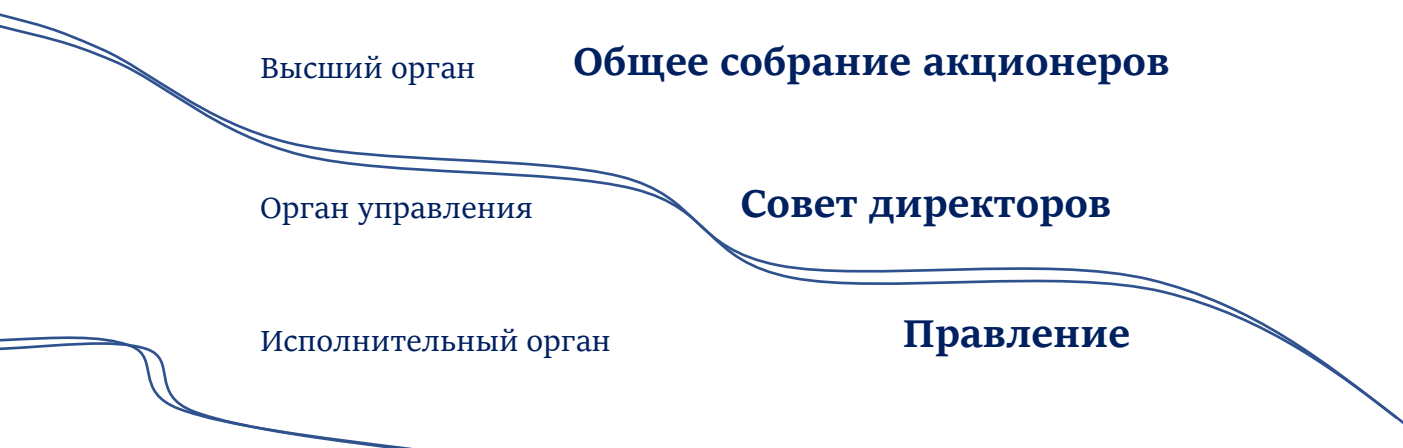 Высший орган Общее собрание акционеров
Орган управления Совет директоров
Исполнительный орган Правление